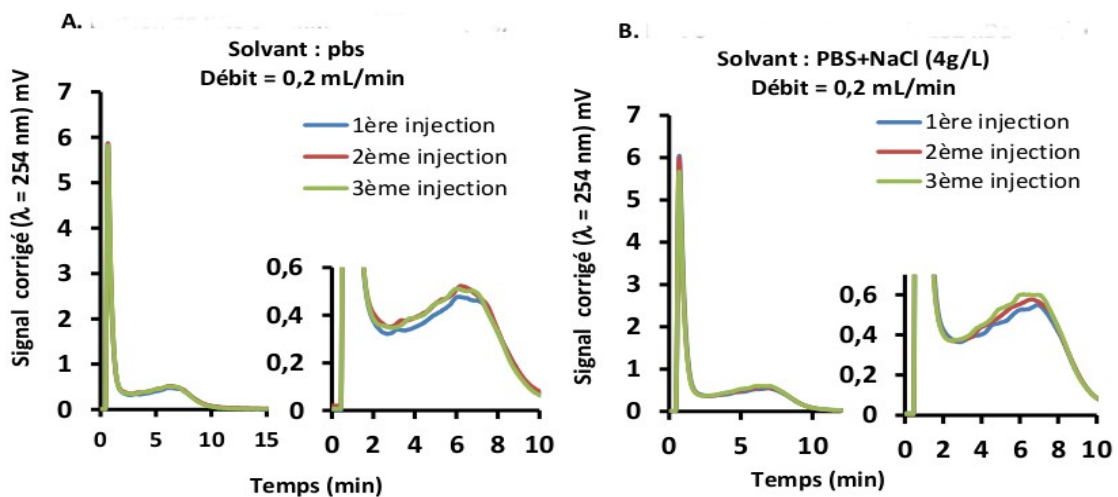 A.
Solvant : pbs
Débit = 0,2 mL/min
Signal corrigé (λ = 254 nm) mV
7
6
5
4
3
2
1
0
1ère injection
2ème injection
3ème injection
0,6
0,4
0,2
0
0 2 4 6 8 10
0 5 10 15
Temps (min)
B.
Solvant : PBS+NaCl (4g/L)
Débit = 0,2 mL/min
Signal corrigé (λ = 254 nm) mV
7
6
5
4
3
2
1
0
1ère injection
2ème injection
3ème injection
0,6
0,4
0,2
0
0 2 4 6 8 10
0 5 10
Temps (min)